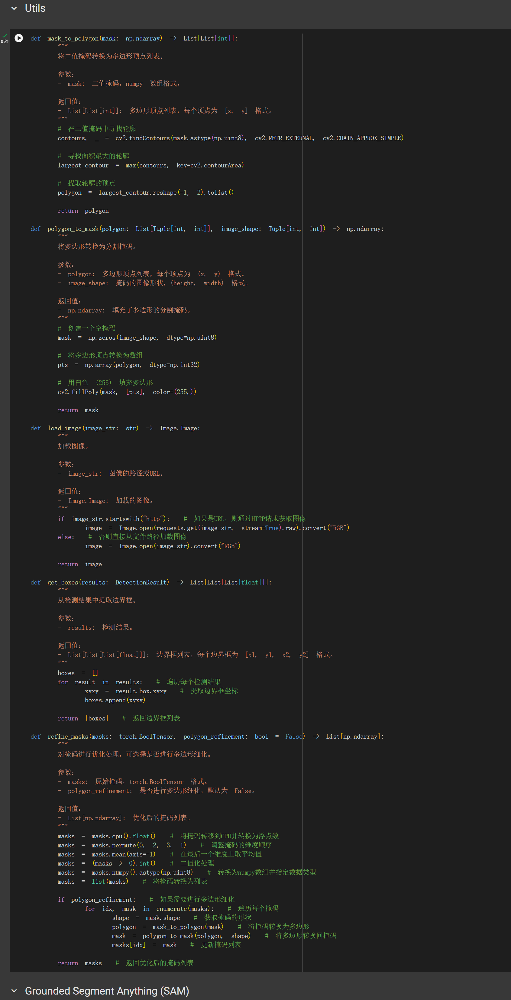 Utils
0秒
def mask_to_polygon(mask: np.ndarray) -> List[List[int]]:
"""
将二值掩码转换为多边形顶点列表。
参数:
- mask: 二值掩码，numpy 数组格式。
返回值:
- List[List[int]]: 多边形顶点列表，每个顶点为 [x, y] 格式。
"""
# 在二值掩码中寻找轮廓
contours, _ = cv2.findContours(mask.astype(np.uint8), cv2.RETR_EXTERNAL, cv2.CHAIN_APPROX_SIMPLE)
# 寻找面积最大的轮廓
largest_contour = max(contours, key=cv2.contourArea)
# 提取轮廓的顶点
polygon = largest_contour.reshape(-1, 2).tolist()
return polygon
def polygon_to_mask(polygon: List[Tuple[int, int]], image_shape: Tuple[int, int]) -> np.ndarray:
"""
将多边形转换为分割掩码。
参数:
- polygon: 多边形顶点列表，每个顶点为 (x, y) 格式。
- image_shape: 掩码的图像形状，(height, width) 格式。
返回值:
- np.ndarray: 填充了多边形的分割掩码。
"""
# 创建一个空掩码
mask = np.zeros(image_shape, dtype=np.uint8)
# 将多边形顶点转换为数组
pts = np.array(polygon, dtype=np.int32)
# 用白色 (255) 填充多边形
cv2.fillPoly(mask, [pts], color=(255,))
return mask
def load_image(image_str: str) -> Image.Image:
"""
加载图像。
参数:
- image_str: 图像的路径或URL。
返回值:
- Image.Image: 加载的图像。
"""
if image_str.startswith("http"): # 如果是URL，则通过HTTP请求获取图像
image = Image.open(requests.get(image_str, stream=True).raw).convert("RGB")
else: # 否则直接从文件路径加载图像
image = Image.open(image_str).convert("RGB")
return image
def get_boxes(results: DetectionResult) -> List[List[List[float]]]:
"""
从检测结果中提取边界框。
参数:
- results: 检测结果。
返回值:
- List[List[List[float]]]: 边界框列表，每个边界框为 [x1, y1, x2, y2] 格式。
"""
boxes = []
for result in results: # 遍历每个检测结果
xyxy = result.box.xyxy # 提取边界框坐标
boxes.append(xyxy)
return [boxes] # 返回边界框列表
def refine_masks(masks: torch.BoolTensor, polygon_refinement: bool = False) -> List[np.ndarray]:
"""
对掩码进行优化处理，可选择是否进行多边形细化。
参数:
- masks: 原始掩码，torch.BoolTensor 格式。
- polygon_refinement: 是否进行多边形细化，默认为 False。
返回值:
- List[np.ndarray]: 优化后的掩码列表。
"""
masks = masks.cpu().float() # 将掩码转移到CPU并转换为浮点数
masks = masks.permute(0, 2, 3, 1) # 调整掩码的维度顺序
masks = masks.mean(axis=-1) # 在最后一个维度上取平均值
masks = (masks > 0).int() # 二值化处理
masks = masks.numpy().astype(np.uint8) # 转换为numpy数组并指定数据类型
masks = list(masks) # 将掩码转换为列表
if polygon_refinement: # 如果需要进行多边形细化
for idx, mask in enumerate(masks): # 遍历每个掩码
shape = mask.shape # 获取掩码的形状
polygon = mask_to_polygon(mask) # 将掩码转换为多边形
mask = polygon_to_mask(polygon, shape) # 将多边形转换回掩码
masks[idx] = mask # 更新掩码列表
return masks # 返回优化后的掩码列表
Grounded Segment Anything (SAM)